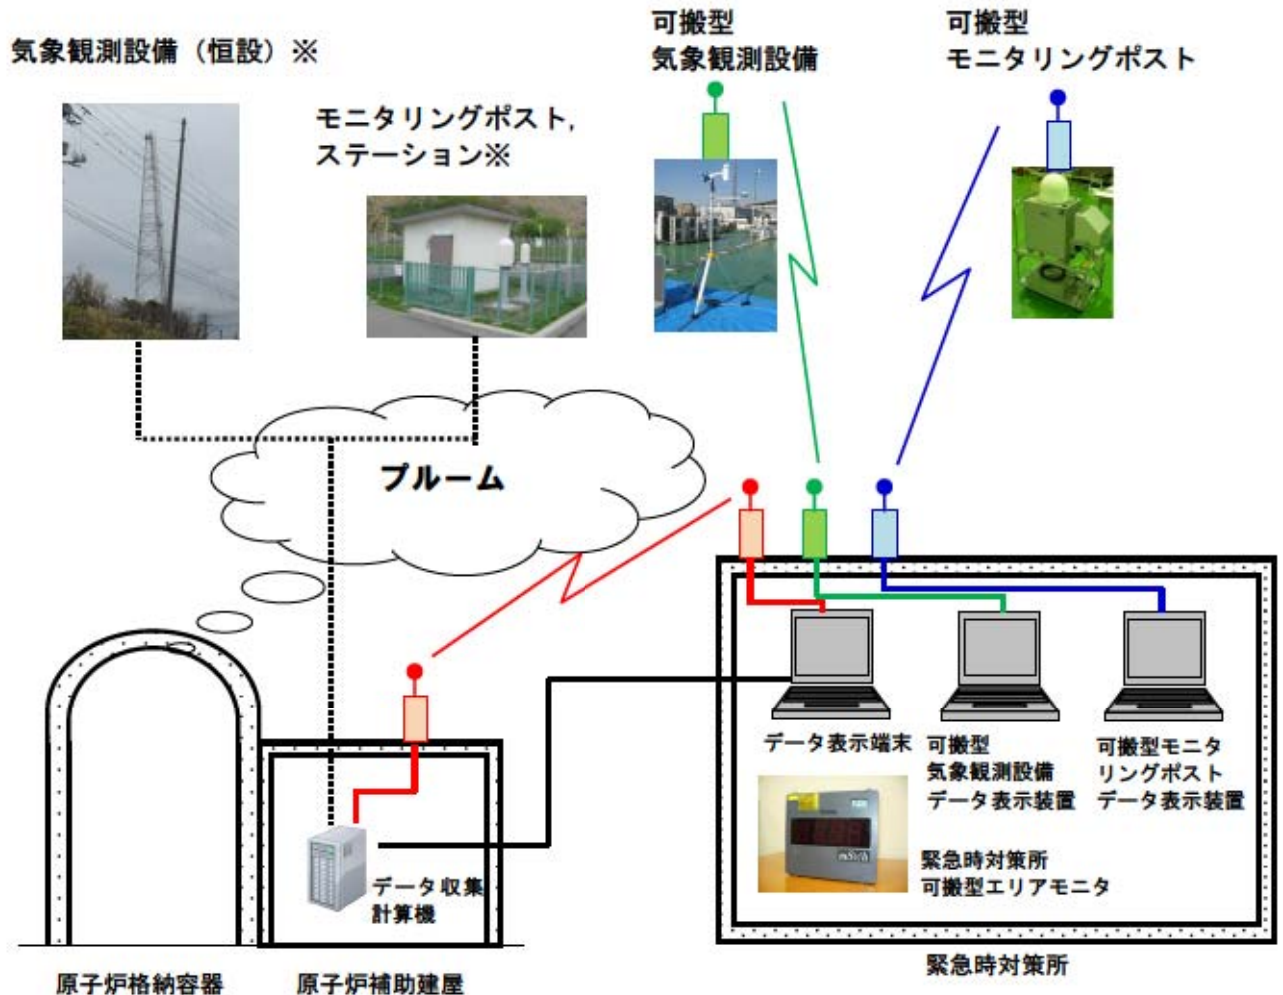 気象観測設備（恒設）※
モニタリングポスト,
ステーション※
可搬型
気象観測設備
可搬型
モニタリングポスト
プルーム
データ表示端末
可搬型
気象観測設備
データ表示装置
可搬型モニタ
リングポスト
データ表示装置
緊急時対策所
可搬型エリアモニタ
データ収集
計算機
原子炉格納容器
原子炉補助建屋
緊急時対策所